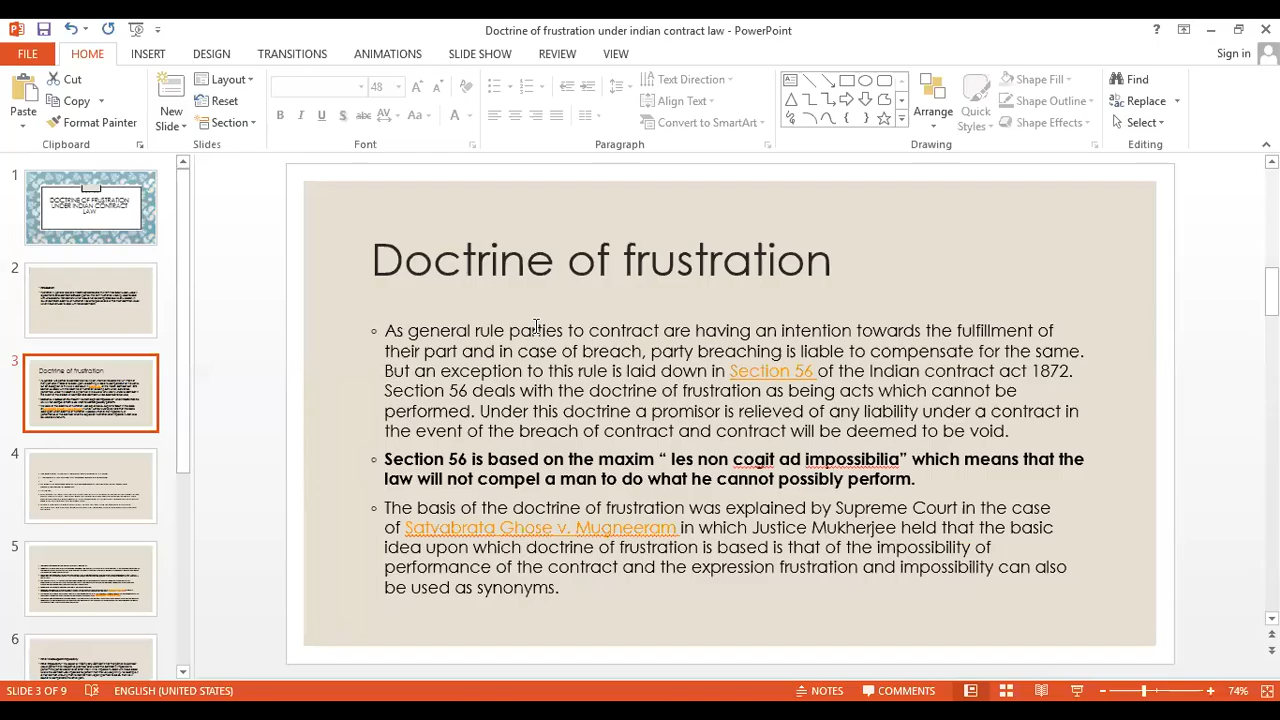 Doctrine of frustration under indian contract law - PowerPoint
?
Sign in
FILE HOME INSERT DESIGN TRANSITIONS ANIMATIONS SLIDE SHOW REVIEW VIEW
Paste
Cut
Copy
Format Painter
Clipboard
New Slide
Layout
Reset
Section
Slides
48
B I U S abc AV Aa A
Font
Text Direction
Align Text
Convert to SmartArt
Paragraph
Arrange
Quick Styles
Shape Fill
Shape Outline
Shape Effects
Drawing
Find
Replace
Select
Editing
1
DOCTRINE OF FRUSTRATION
UNDER INDIAN CONTRACT
LAW
2
3
Doctrine of frustration
4
5
6
Doctrine of frustration
◦ As general rule parties to contract are having an intention towards the fulfillment of
their part and in case of breach, party breaching is liable to compensate for the same.
But an exception to this rule is laid down in Section 56 of the Indian contract act 1872.
Section 56 deals with the doctrine of frustration as being acts which cannot be
performed. Under this doctrine a promisor is relieved of any liability under a contract in
the event of the breach of contract and contract will be deemed to be void.
◦ Section 56 is based on the maxim “ les non cogit ad impossibilia” which means that the
law will not compel a man to do what he cannot possibly perform.
◦ The basis of the doctrine of frustration was explained by Supreme Court in the case
of Satyabrata Ghose v. Mugneeram in which Justice Mukherjee held that the basic
idea upon which doctrine of frustration is based is that of the impossibility of
performance of the contract and the expression frustration and impossibility can also
be used as synonyms.
SLIDE 3 OF 9 ENGLISH (UNITED STATES) NOTES COMMENTS 74%